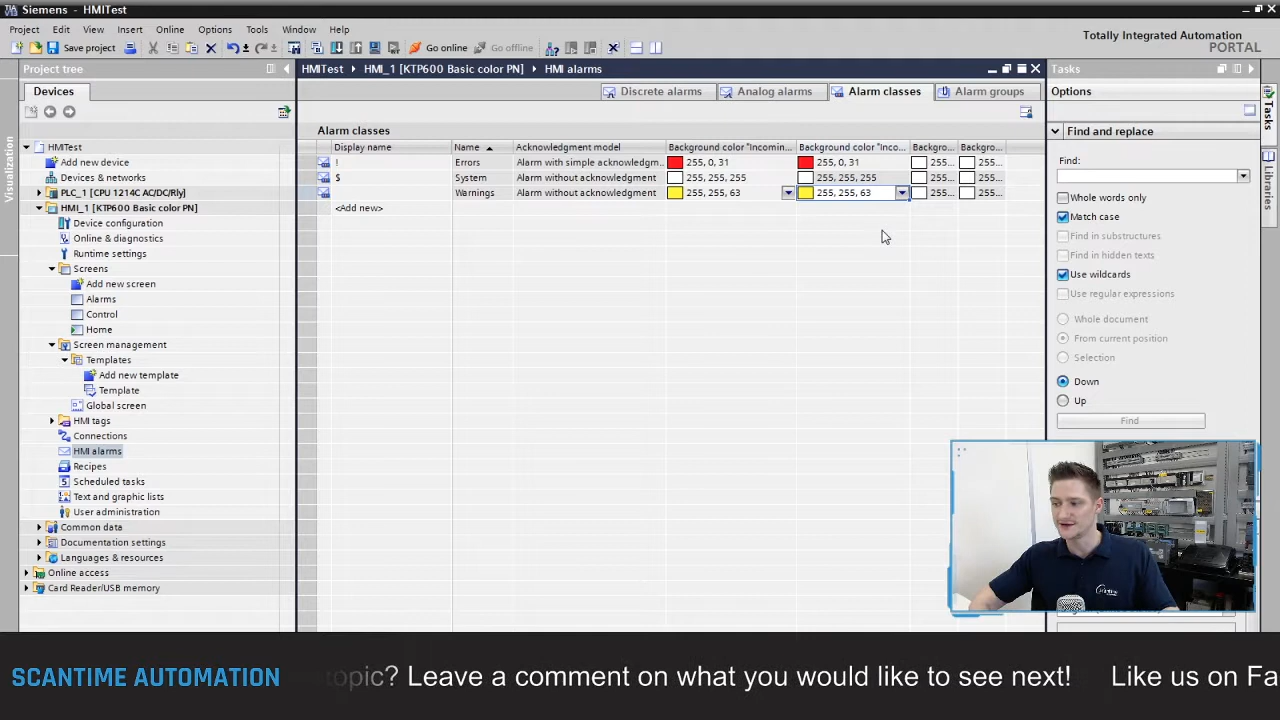 Siemens - HMITest
Project Edit View Insert Online Options Tools Window Help
Totally Integrated Automation
PORTAL
Save project Go online Go offline
Project tree
HMITest HMI_1 [KTP600 Basic color PN] HMI alarms
Tasks
Devices
Discrete alarms Analog alarms Alarm classes Alarm groups
Options
Visualization
Tasks
Libraries
Alarm classes
Find and replace
Display name Name Acknowledgment model Background color "Incomin... Background color "Inco... Backgro... Backgro...
! Errors Alarm with simple acknowledgm... 255, 0, 31 255, 0, 31 255... 255...
$ System Alarm without acknowledgment 255, 255, 255 255, 255, 255 255... 255...
Warnings Alarm without acknowledgment 255, 255, 63 255, 255, 63 255... 255...
<Add new>
HMITest
Add new device
Devices & networks
PLC_1 [CPU 1214C AC/DC/Rly]
HMI_1 [KTP600 Basic color PN]
Device configuration
Online & diagnostics
Runtime settings
Screens
Add new screen
Alarms
Control
Home
Screen management
Templates
Add new template
Template
Global screen
HMI tags
Connections
HMI alarms
Recipes
Scheduled tasks
Text and graphic lists
User administration
Common data
Documentation settings
Languages & resources
Online access
Card Reader/USB memory
Find:
Whole words only
Match case
Find in substructures
Find in hidden texts
Use wildcards
Use regular expressions
Whole document
From current position
Selection
Down
Up
Find
SCANTIME AUTOMATION
topic? Leave a comment on what you would like to see next! Like us on Fa